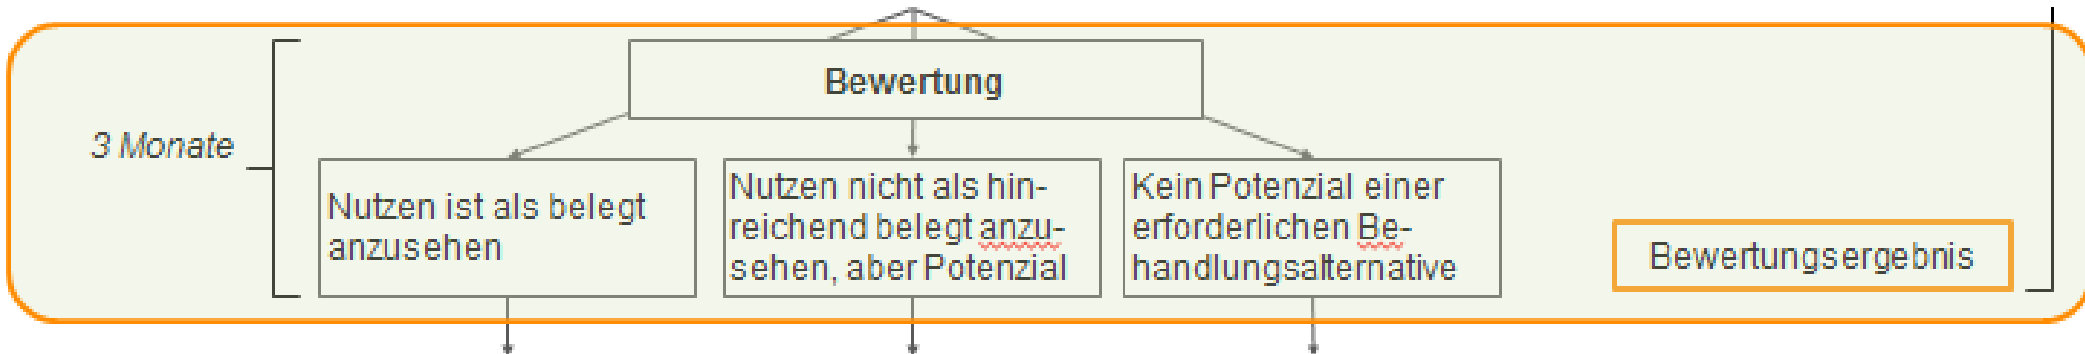 Bewertung
3 Monate
Nutzen ist als belegt
anzusehen
Nutzen nicht als hin-
reichend belegt anzu-
sehen, aber Potenzial
Kein Potenzial einer
erforderlichen Be-
handlungsalternative
Bewertungsergebnis